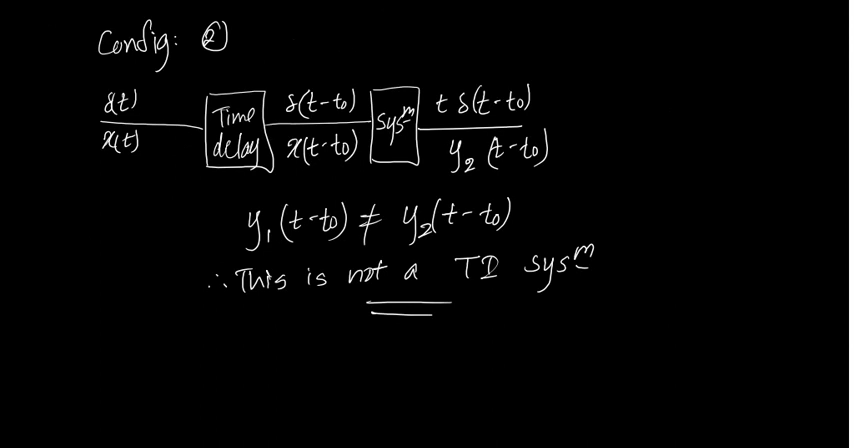 Config: ②
δ(t)
x(t)
Time delay
δ(t-t0)
x(t-t0)
Sysm
t δ(t-t0)
y2 (t-t0)
y1(t-t0) ≠ y2(t-t0)
∴ This is not a TI sysm